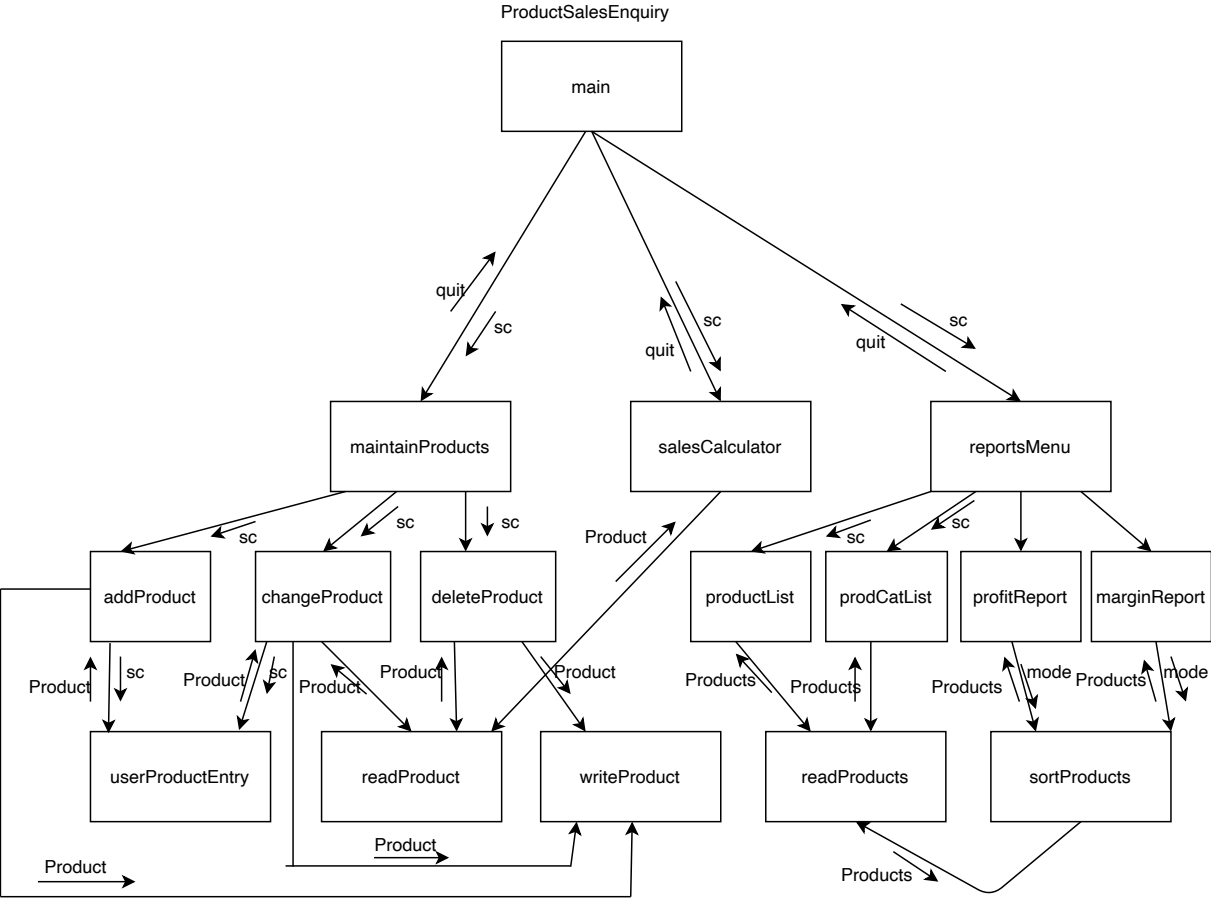 ProductSalesEnquiry
main
quit
sc
sc
quit
sc
quit
maintainProducts
salesCalculator
reportsMenu
sc
sc
sc
Product
sc
sc
addProduct
changeProduct
deleteProduct
productList
prodCatList
profitReport
marginReport
Product
sc
Product
sc
Product
Product
Product
Products
Products
Products
mode
Products
mode
userProductEntry
readProduct
writeProduct
readProducts
sortProducts
Product
Product
Products